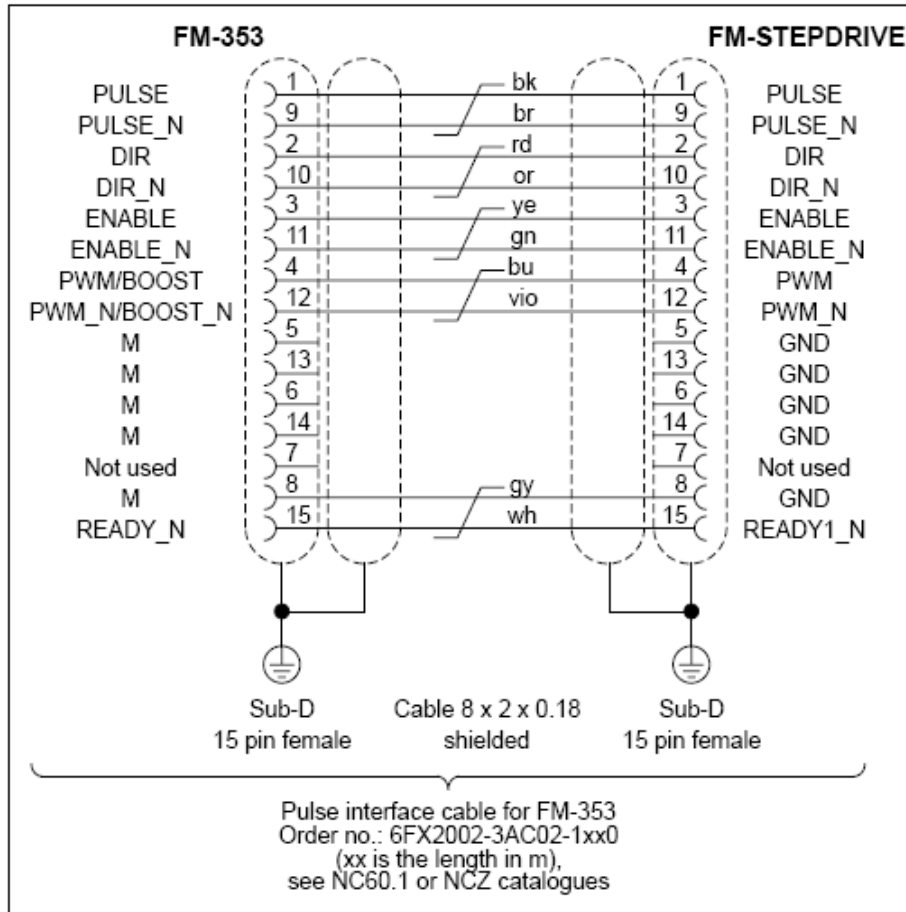 FM-353 FM-STEPDRIVE
PULSE 1 bk 1 PULSE
PULSE_N 9 br 9 PULSE_N
DIR 2 rd 2 DIR
DIR_N 10 or 10 DIR_N
ENABLE 3 ye 3 ENABLE
ENABLE_N 11 gn 11 ENABLE_N
PWM/BOOST 4 bu 4 PWM
PWM_N/BOOST_N 12 vio 12 PWM_N
M 5 5 GND
M 13 13 GND
M 6 6 GND
M 14 14 GND
Not used 7 7 Not used
M 8 gy 8 GND
READY_N 15 wh 15 READY1_N
Sub-D Cable 8 x 2 x 0.18 Sub-D
15 pin female shielded 15 pin female
Pulse interface cable for FM-353
Order no.: 6FX2002-3AC02-1xx0
(xx is the length in m),
see NC60.1 or NCZ catalogues